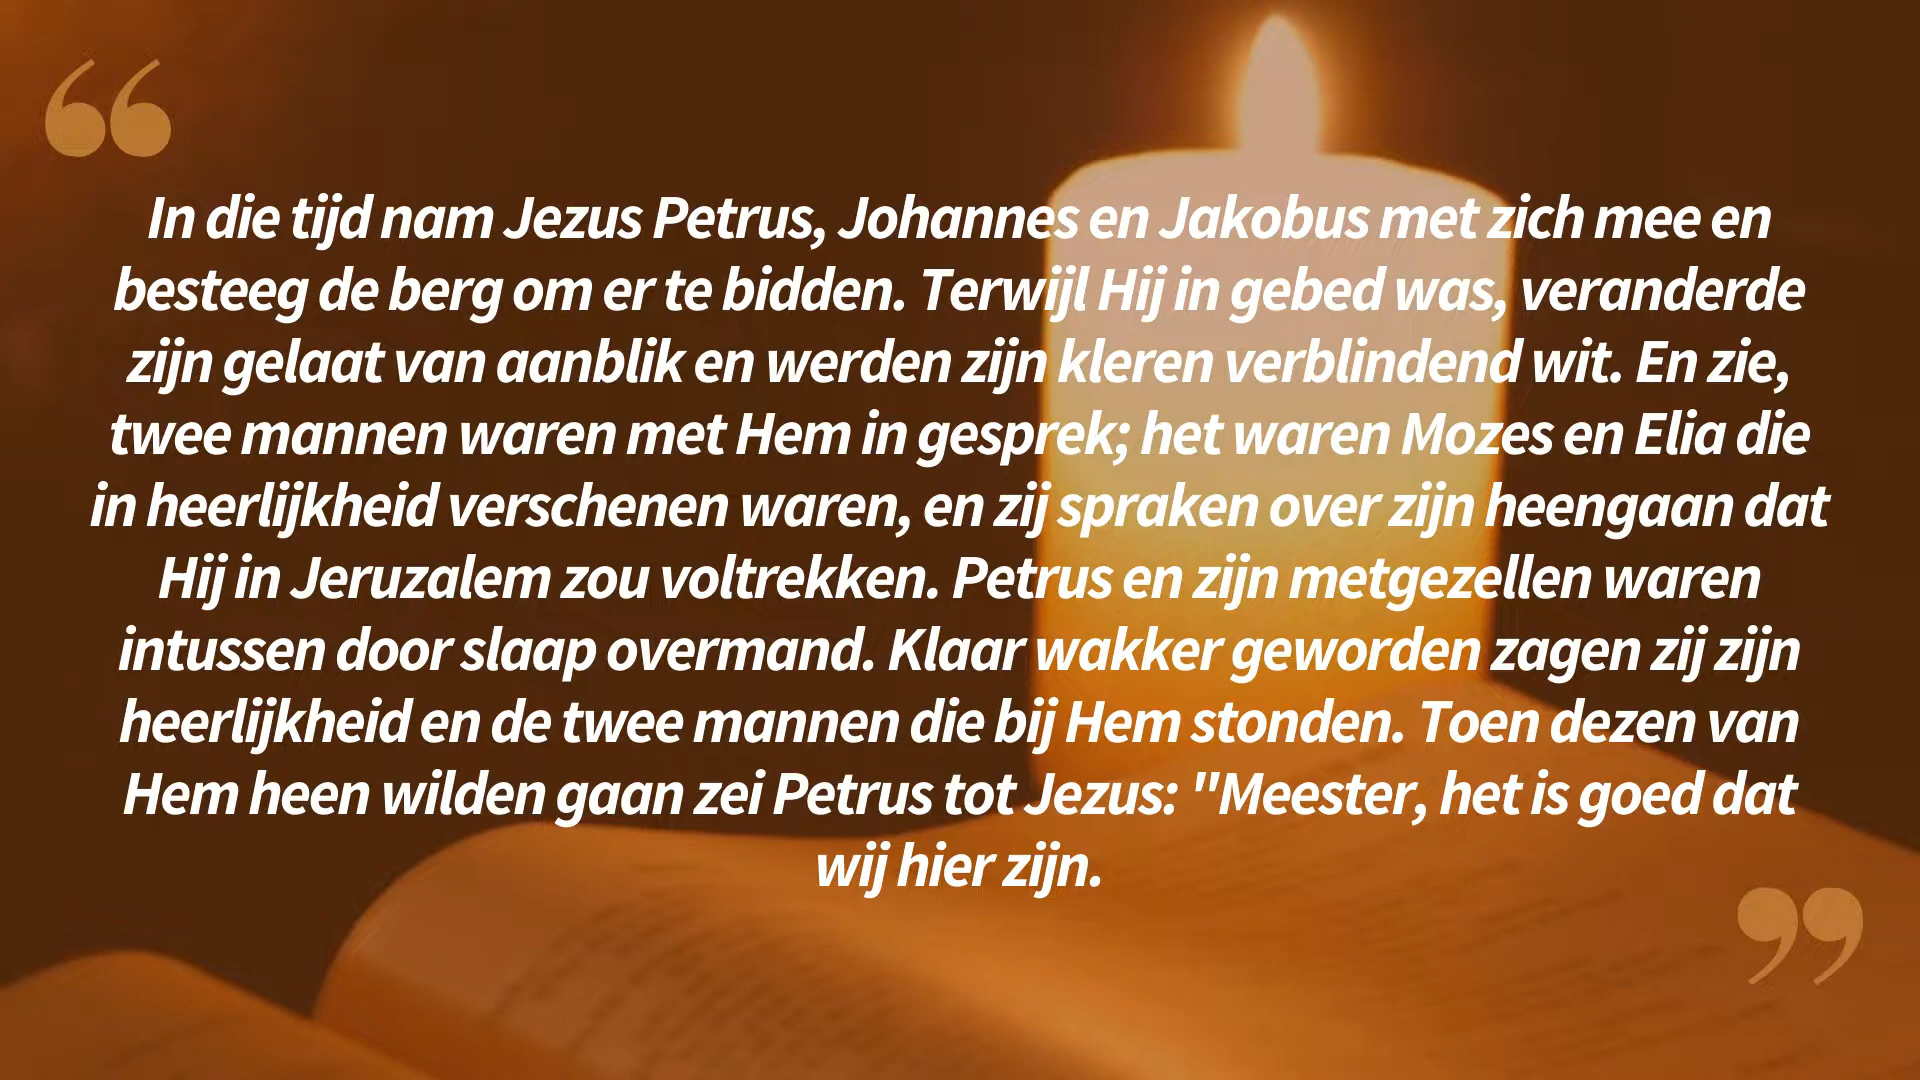 In die tijd nam Jezus Petrus, Johannes en Jakobus met zich mee en
besteeg de berg om er te bidden. Terwijl Hij in gebed was, veranderde
zijn gelaat van aanblik en werden zijn kleren verblindend wit. En zie,
twee mannen waren met Hem in gesprek; het waren Mozes en Elia die
in heerlijkheid verschenen waren, en zij spraken over zijn heengaan dat
Hij in Jeruzalem zou voltrekken. Petrus en zijn metgezellen waren
intussen door slaap overmand. Klaar wakker geworden zagen zij zijn
heerlijkheid en de twee mannen die bij Hem stonden. Toen dezen van
Hem heen wilden gaan zei Petrus tot Jezus: "Meester, het is goed dat
wij hier zijn.